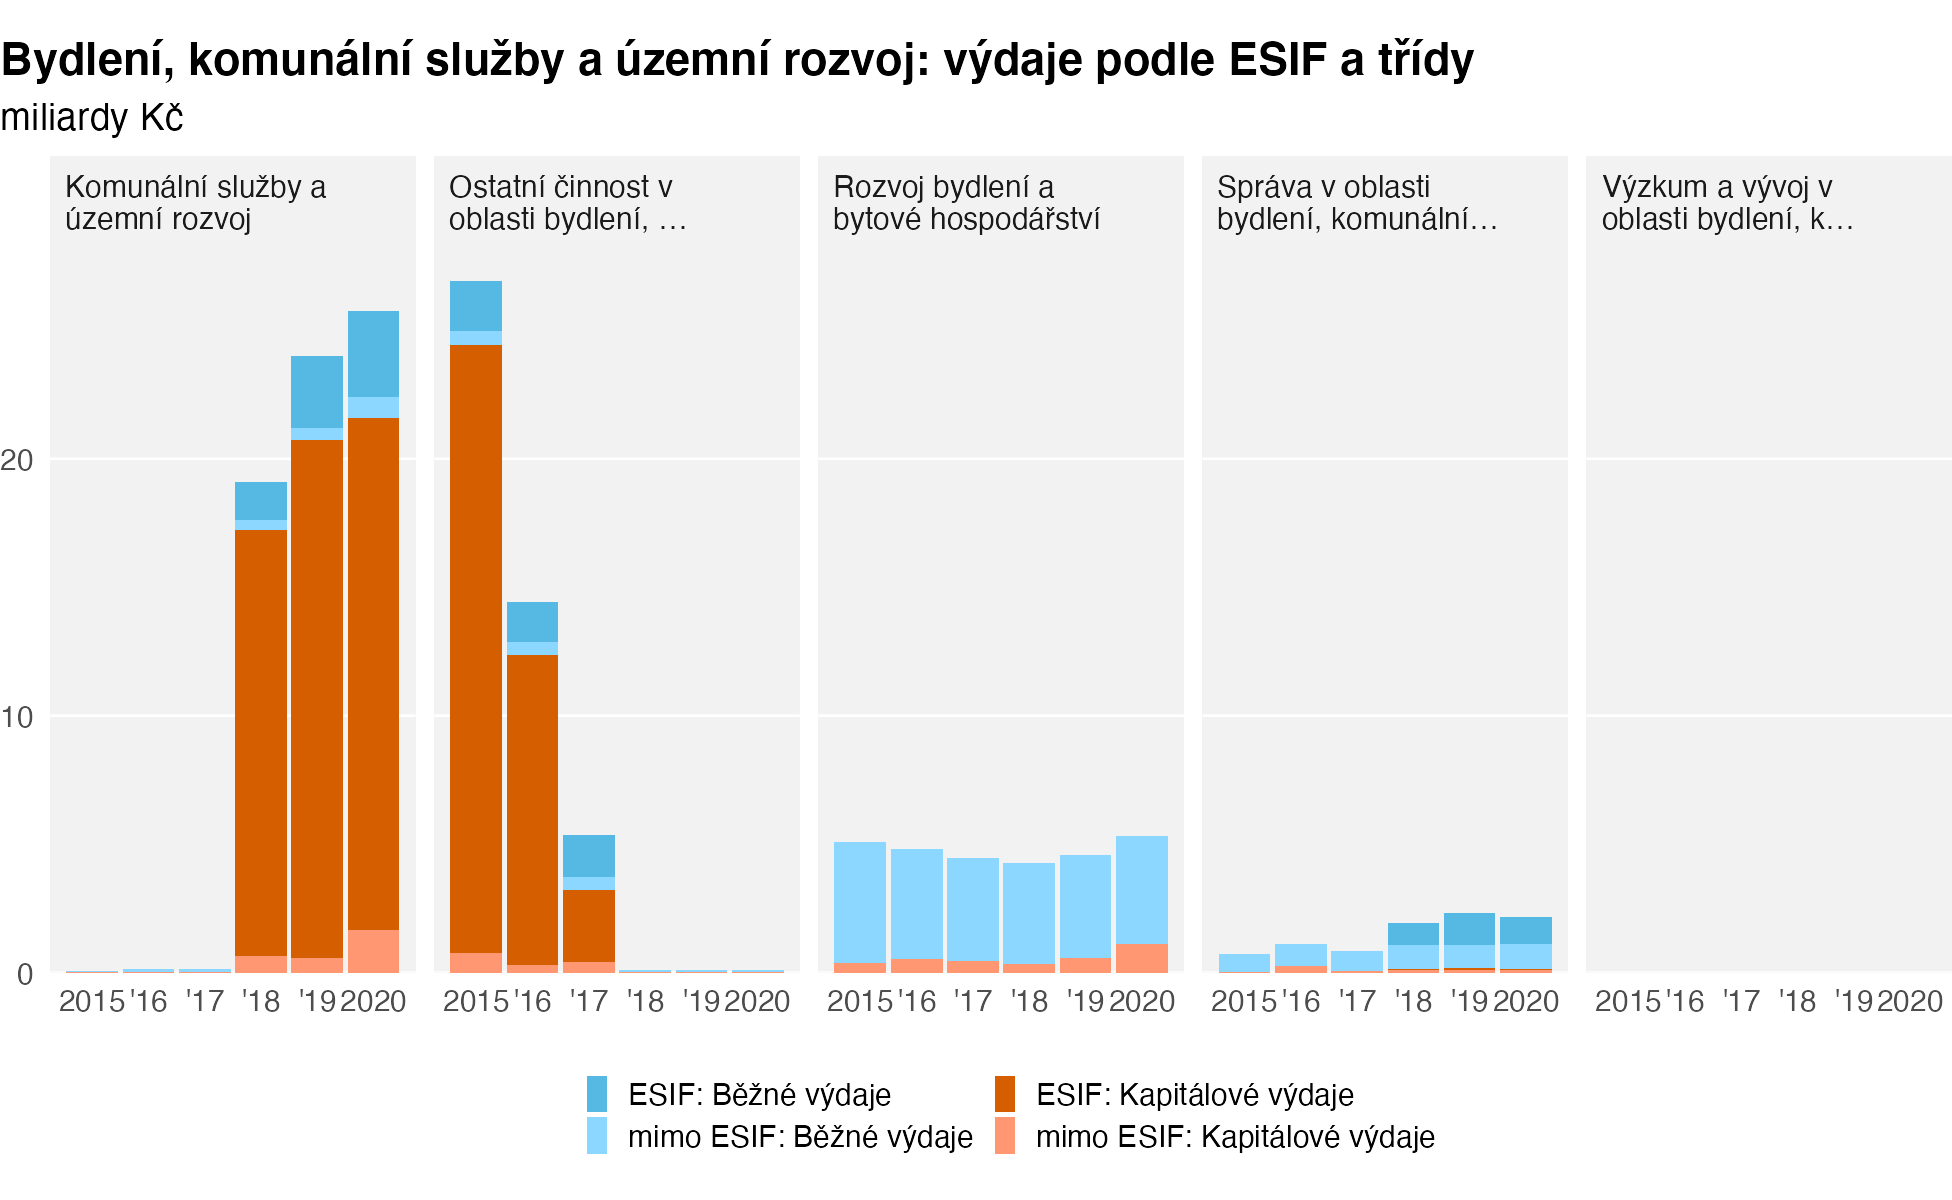 Bydlení, komunální služby a územní rozvoj: výdaje podle ESIF a třídy
miliardy Kč
Komunální služby a
územní rozvoj
Ostatní činnost v
oblasti bydlení, …
Rozvoj bydlení a
bytové hospodářství
Správa v oblasti
bydlení, komunální…
Výzkum a vývoj v
oblasti bydlení, k…
20
10
0
2015 '16 '17 '18 '19 2020
2015 '16 '17 '18 '19 2020
2015 '16 '17 '18 '19 2020
2015 '16 '17 '18 '19 2020
2015 '16 '17 '18 '19 2020
ESIF: Běžné výdaje
mimo ESIF: Běžné výdaje
ESIF: Kapitálové výdaje
mimo ESIF: Kapitálové výdaje